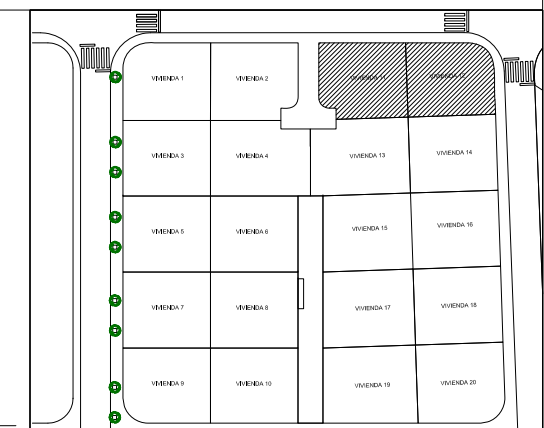 VIVIENDA 1
VIVIENDA 2
VIVIENDA 11
VIVIENDA 12
VIVIENDA 3
VIVIENDA 4
VIVIENDA 13
VIVIENDA 14
VIVIENDA 5
VIVIENDA 6
VIVIENDA 15
VIVIENDA 16
VIVIENDA 7
VIVIENDA 8
VIVIENDA 17
VIVIENDA 18
VIVIENDA 9
VIVIENDA 10
VIVIENDA 19
VIVIENDA 20